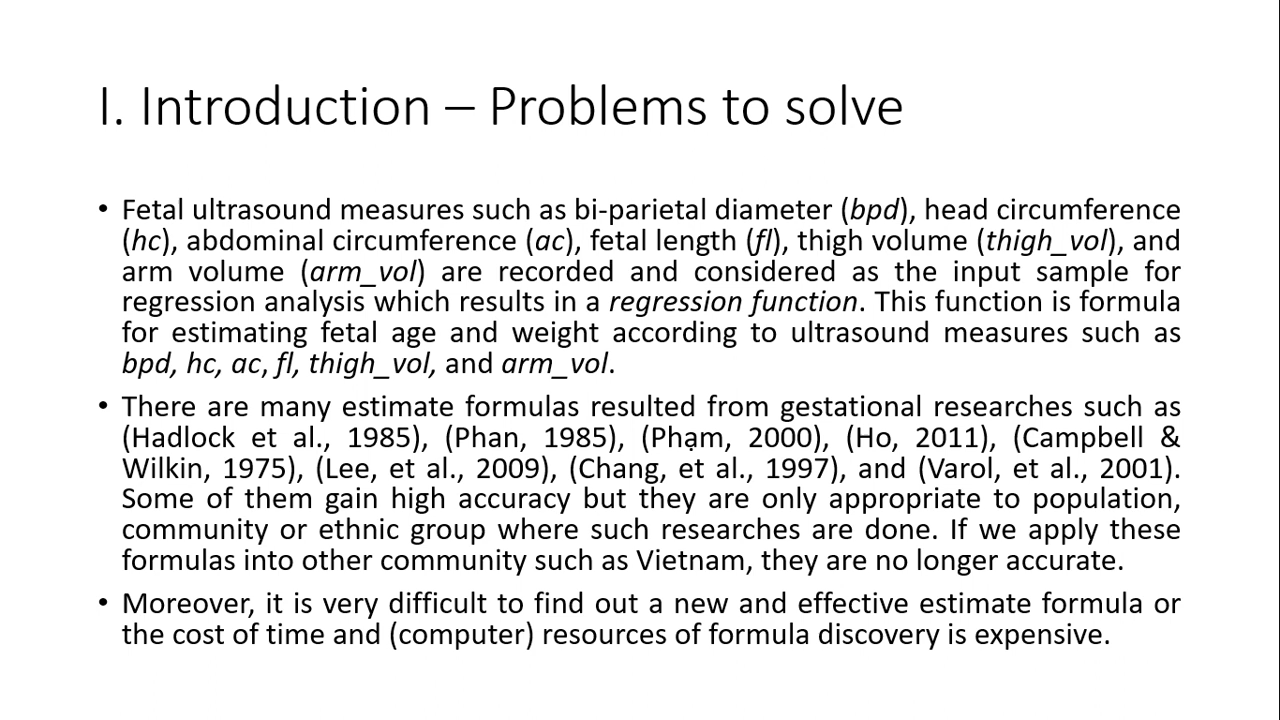 I. Introduction – Problems to solve
• Fetal ultrasound measures such as bi-parietal diameter (bpd), head circumference
(hc), abdominal circumference (ac), fetal length (fl), thigh volume (thigh_vol), and
arm volume (arm_vol) are recorded and considered as the input sample for
regression analysis which results in a regression function. This function is formula
for estimating fetal age and weight according to ultrasound measures such as
bpd, hc, ac, fl, thigh_vol, and arm_vol.
• There are many estimate formulas resulted from gestational researches such as
(Hadlock et al., 1985), (Phan, 1985), (Phạm, 2000), (Ho, 2011), (Campbell &
Wilkin, 1975), (Lee, et al., 2009), (Chang, et al., 1997), and (Varol, et al., 2001).
Some of them gain high accuracy but they are only appropriate to population,
community or ethnic group where such researches are done. If we apply these
formulas into other community such as Vietnam, they are no longer accurate.
• Moreover, it is very difficult to find out a new and effective estimate formula or
the cost of time and (computer) resources of formula discovery is expensive.